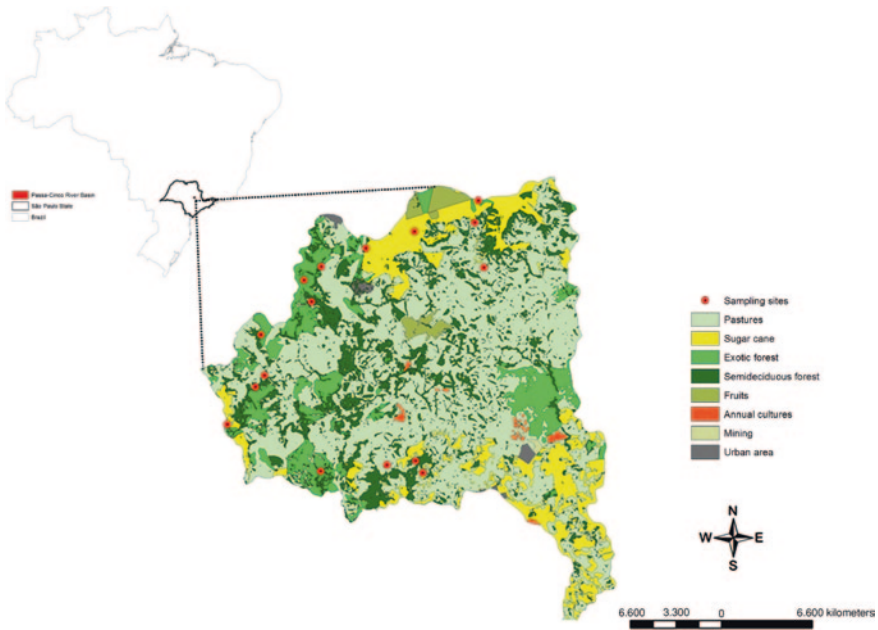 Passa-Cinco River Basin
São Paulo State
Brazil
Sampling sites
Pastures
Sugar cane
Exotic forest
Semideciduous forest
Fruits
Annual cultures
Mining
Urban area
N
W E
S
6.600 3.300 0 6.600 kilometers